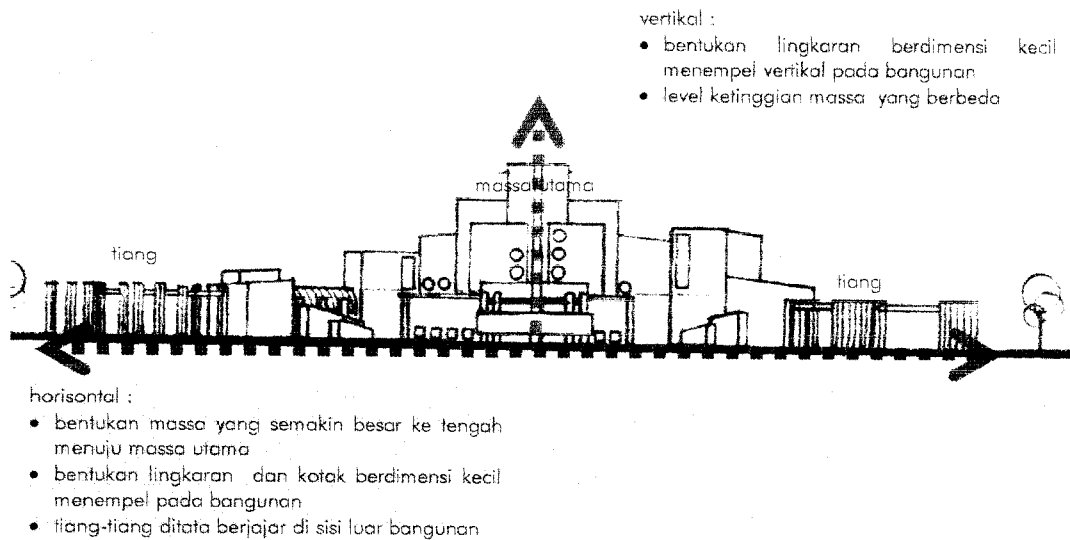 vertikal :
• bentukan lingkaran berdimensi kecil
menempel vertikal pada bangunan
• level ketinggian massa yang berbeda
massa utama
tiang
tiang
horisontal :
• bentukan massa yang semakin besar ke tengah
menuju massa utama
• bentukan lingkaran dan kotak berdimensi kecil
menempel pada bangunan
• tiang-tiang ditata berjajar di sisi luar bangunan